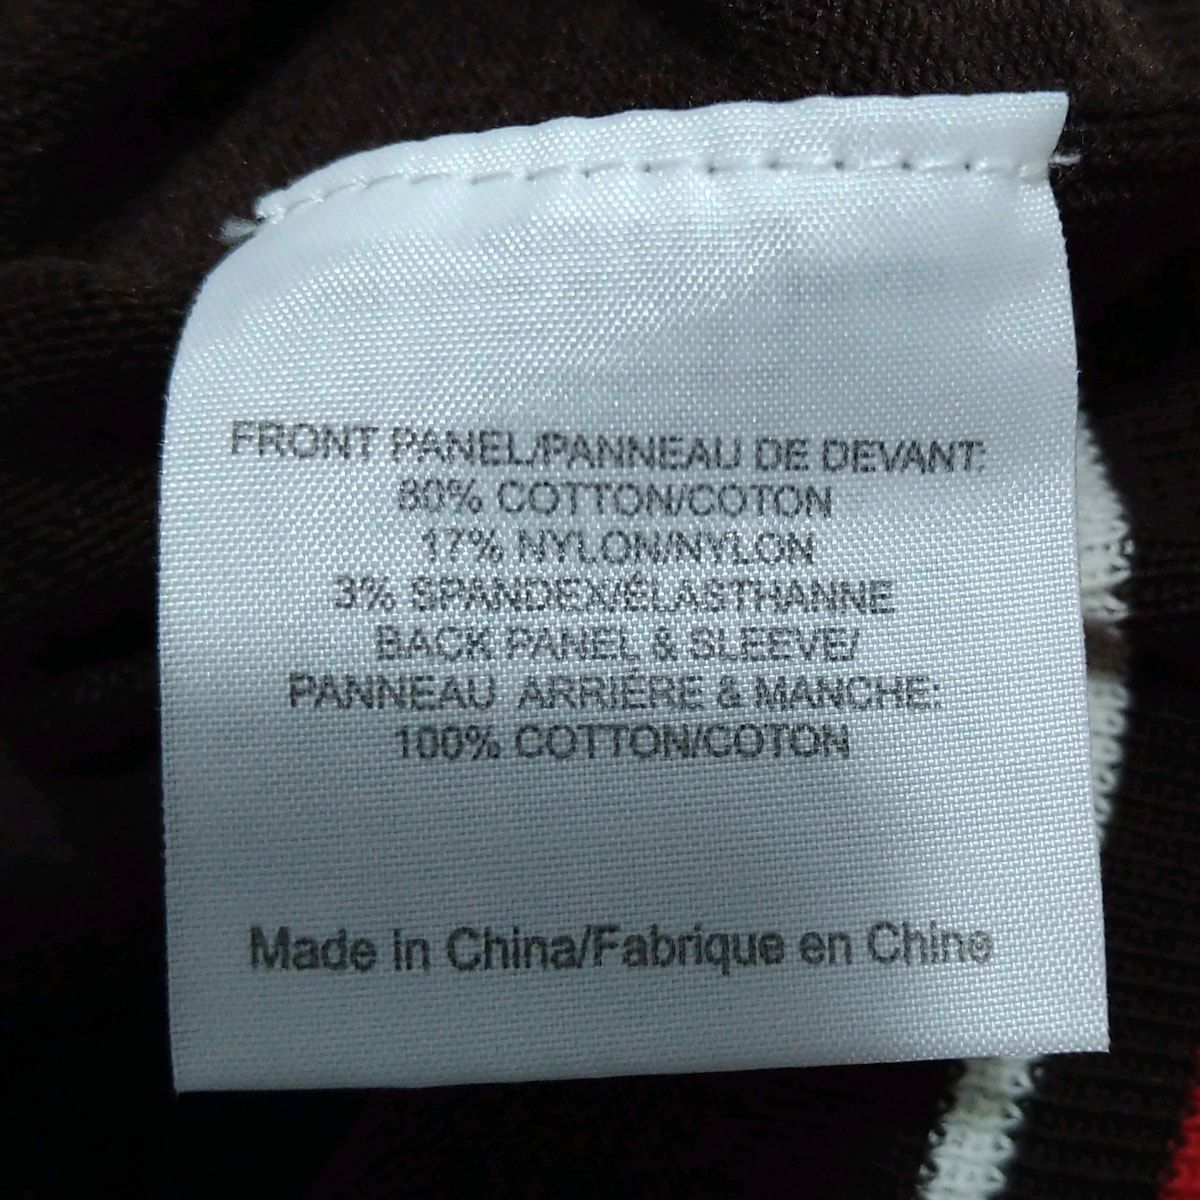 FRONT PANEL/PANNEAU DE DEVANT:
80% COTTON/COTON
17% NYLON/NYLON
3% SPANDEX/ÉLASTHANNE
BACK PANEL & SLEEVE/
PANNEAU ARRIÈRE & MANCHE:
100% COTTON/COTON
Made in China/Fabrique en Chine